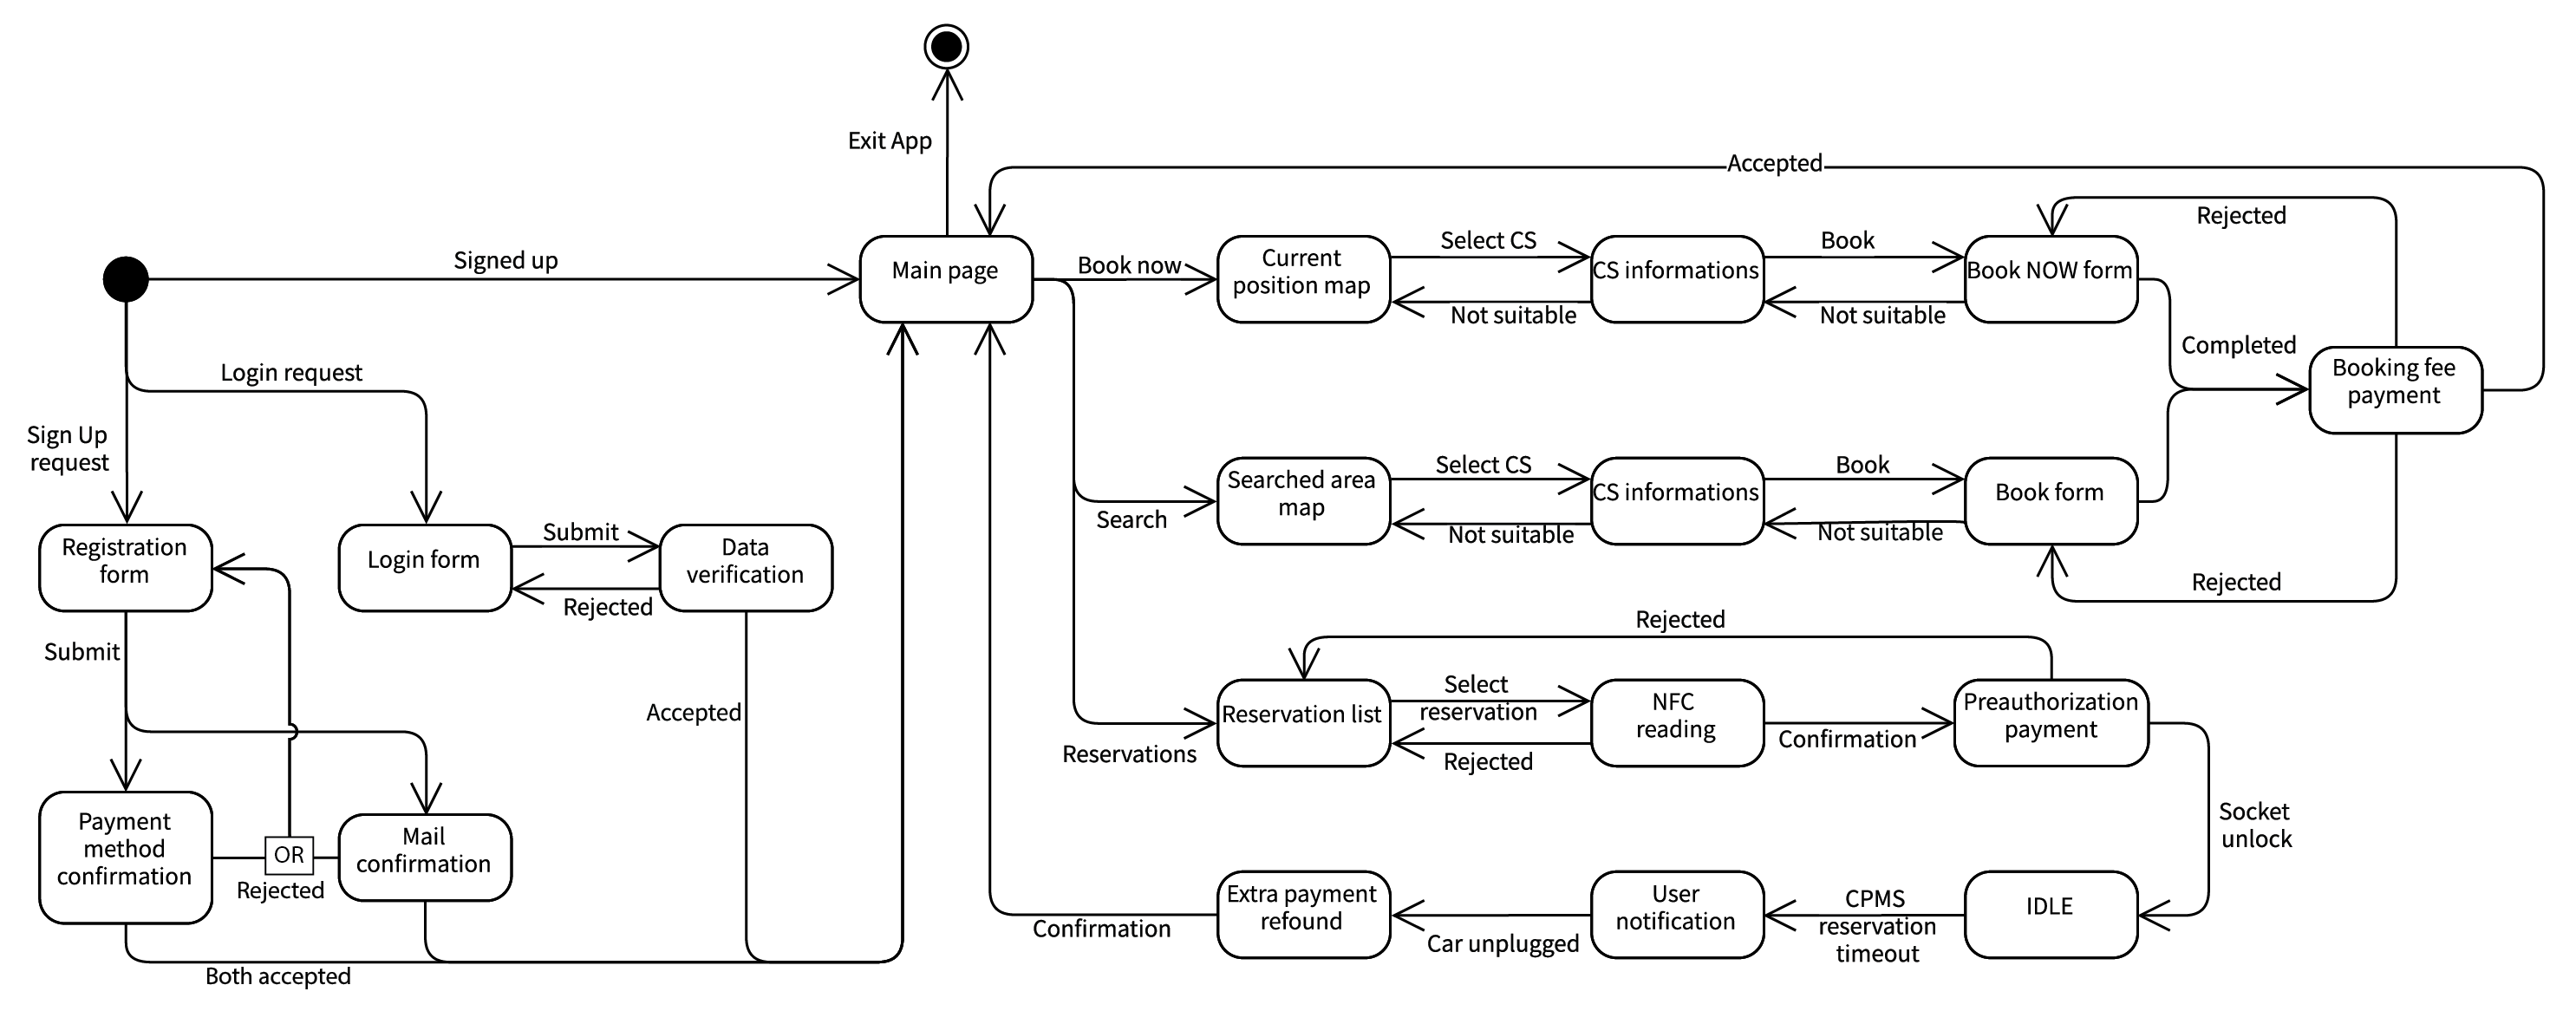 Exit App
Accepted
Rejected
Signed up
Main page
Book now
Current
position map
Select CS
Not suitable
CS informations
Book
Not suitable
Book NOW form
Completed
Booking fee
payment
Login request
Sign Up
request
Searched area
map
Search
Select CS
Not suitable
CS informations
Book
Not suitable
Book form
Rejected
Registration
form
Login form
Submit
Rejected
Data
verification
Submit
Accepted
Rejected
Reservations
Reservation list
Select
reservation
Rejected
NFC
reading
Confirmation
Preauthorization
payment
Socket
unlock
Payment
method
confirmation
OR
Rejected
Mail
confirmation
Both accepted
Confirmation
Extra payment
refound
Car unplugged
User
notification
CPMS
reservation
timeout
IDLE